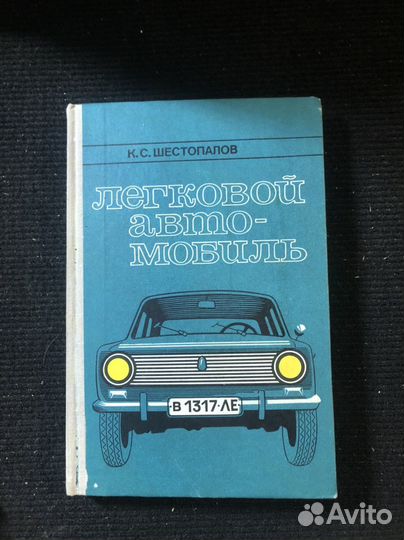 К. С. ШЕСТОПАЛОВ
легковой
авто-
мобиль
В 1317·ЛЕ
Avito